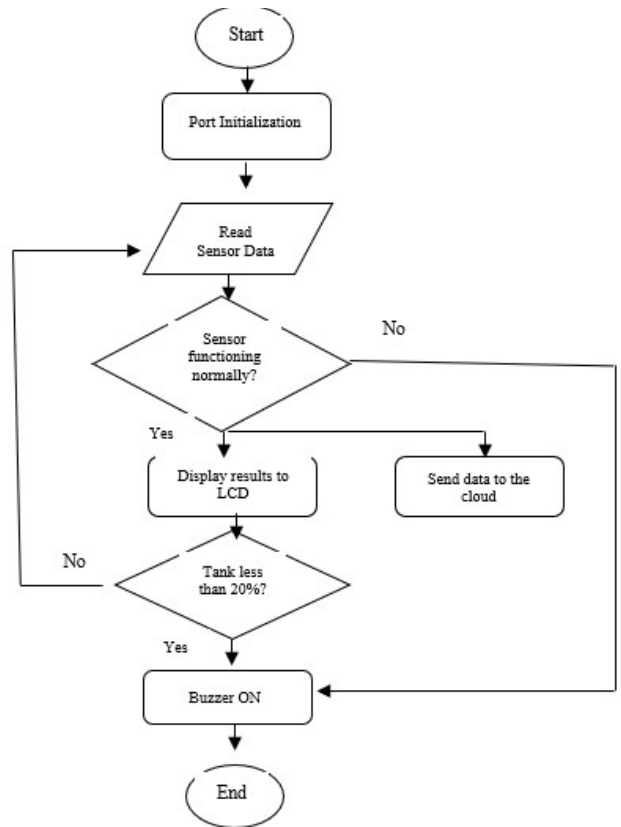 Start
Port Initialization
Read
Sensor Data
Sensor
functioning
normally?
No
Yes
Display results to
LCD
Send data to the
cloud
No
Tank less
than 20%?
Yes
Buzzer ON
End